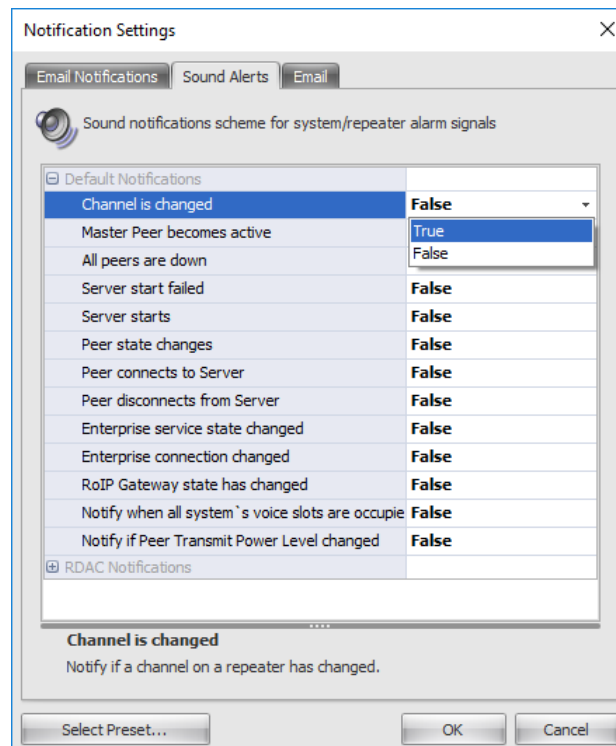 Notification Settings
Email Notifications Sound Alerts Email
Sound notifications scheme for system/repeater alarm signals
Default Notifications
Channel is changed False
Master Peer becomes active True
All peers are down False
Server start failed False
Server starts False
Peer state changes False
Peer connects to Server False
Peer disconnects from Server False
Enterprise service state changed False
Enterprise connection changed False
RoIP Gateway state has changed False
Notify when all system`s voice slots are occupie False
Notify if Peer Transmit Power Level changed False
RDAC Notifications
Channel is changed
Notify if a channel on a repeater has changed.
Select Preset... OK Cancel